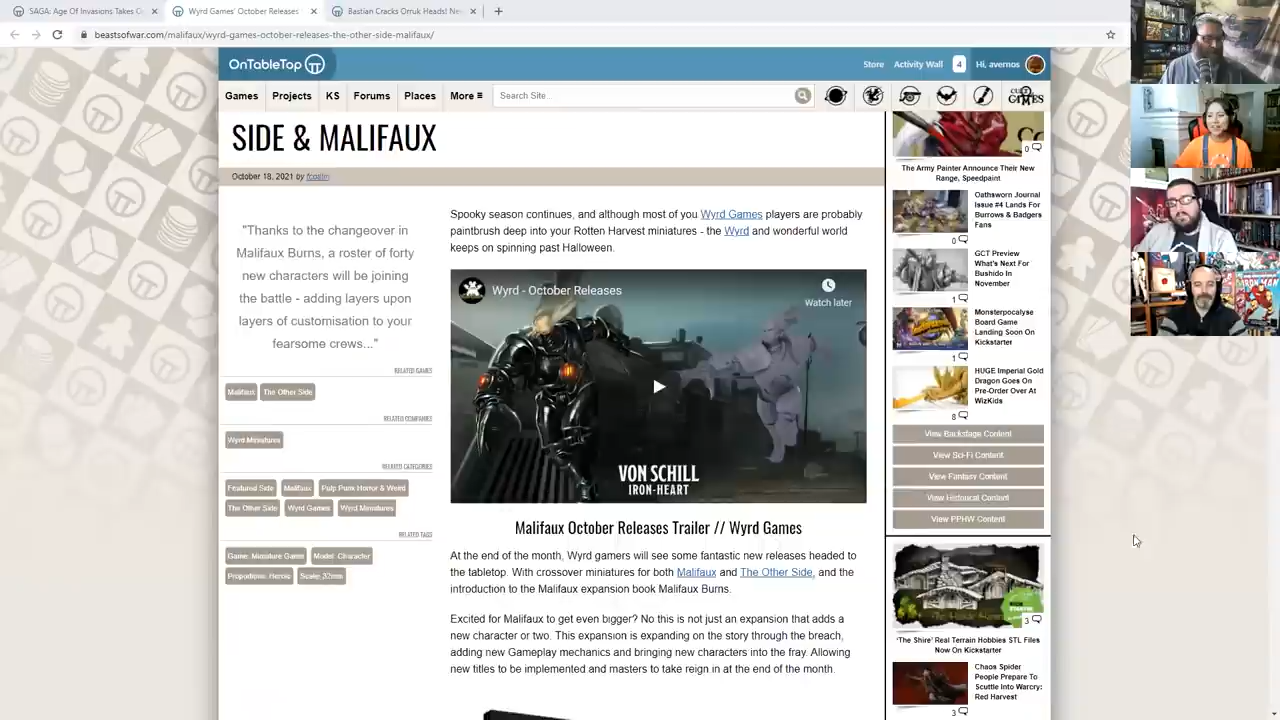 SAGA: Age Of Invasions Takes O
Wyrd Games' October Releases
Bastian Cracks Orruk Heads! Ne
beastsofwar.com/malifaux/wyrd-games-october-releases-the-other-side-malifaux/
OnTableTop
Store
Activity Wall
4
Hi, avernos
Games
Projects
KS
Forums
Places
More
Search Site...
SIDE & MALIFAUX
October 18, 2021 by
"Thanks to the changeover in
Malifaux Burns, a roster of forty
new characters will be joining
the battle - adding layers upon
layers of customisation to your
fearsome crews..."
RELATED GAMES
Malifaux
The Other Side
RELATED COMPANIES
Wyrd Miniatures
RELATED CATEGORIES
Featured Side
Malifaux
Pulp Punk Horror & Weird
The Other Side
Wyrd Games
Wyrd Miniatures
RELATED TAGS
Game: Miniature Game
Model: Character
Proportions: Heroic
Scale: 32mm
Spooky season continues, and although most of you Wyrd Games players are probably
paintbrush deep into your Rotten Harvest miniatures - the Wyrd and wonderful world
keeps on spinning past Halloween.
Wyrd - October Releases
Watch later
VON SCHILL
IRON-HEART
Malifaux October Releases Trailer // Wyrd Games
At the end of the month, Wyrd gamers will see some fantastic new releases headed to
the tabletop. With crossover miniatures for both Malifaux and The Other Side, and the
introduction to the Malifaux expansion book Malifaux Burns.
Excited for Malifaux to get even bigger? No this is not just an expansion that adds a
new character or two. This expansion is expanding on the story through the breach,
adding new Gameplay mechanics and bringing new characters into the fray. Allowing
new titles to be implemented and masters to take reign in at the end of the month.
0
The Army Painter Announce Their New
Range, Speedpaint
Oathsworn Journal
Issue #4 Lands For
Burrows & Badgers
Fans
0
GCT Preview
What's Next For
Bushido In
November
1
Monsterpocalyse
Board Game
Landing Soon On
Kickstarter
1
HUGE Imperial Gold
Dragon Goes On
Pre-Order Over At
WizKids
8
View Backstage Content
View Sci-Fi Content
View Fantasy Content
View Historical Content
View PPHW Content
3
'The Shire' Real Terrain Hobbies STL Files
Now On Kickstarter
Chaos Spider
People Prepare To
Scuttle Into Warcry:
Red Harvest
3
IRON MAN